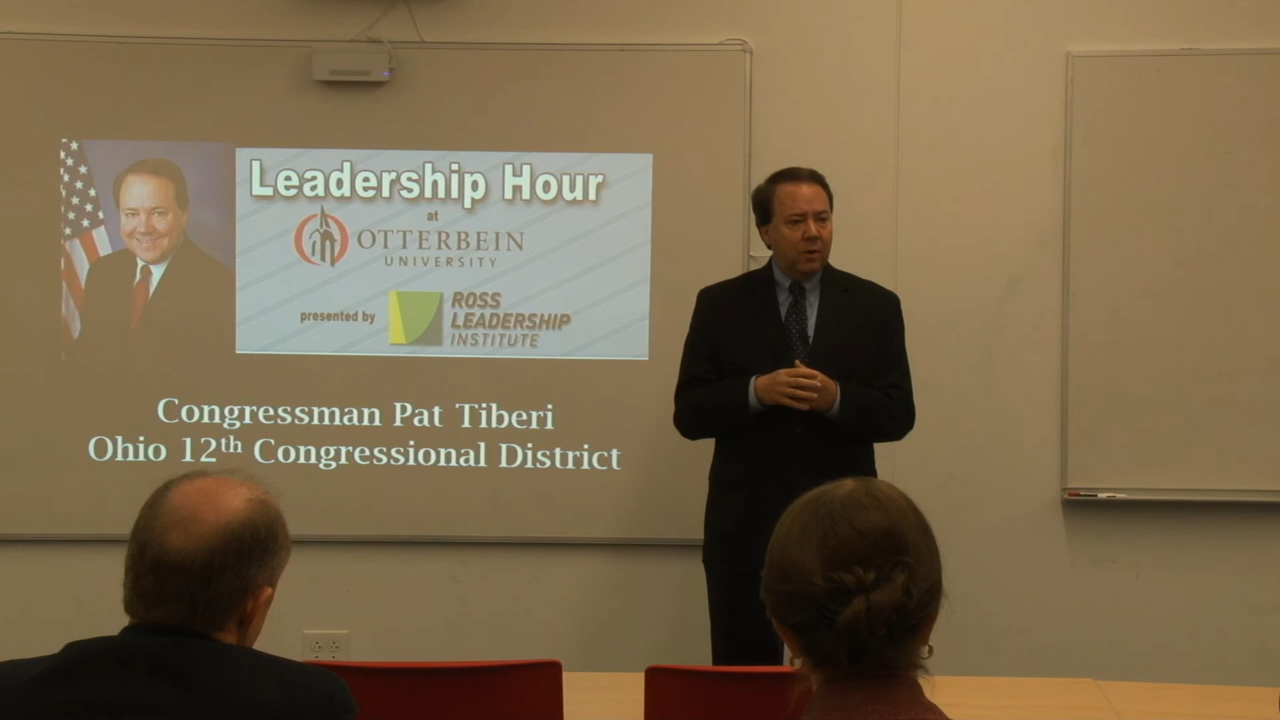 Leadership Hour
at
OTTERBEIN
UNIVERSITY
presented by
ROSS
LEADERSHIP
INSTITUTE
Congressman Pat Tiberi
Ohio 12th Congressional District